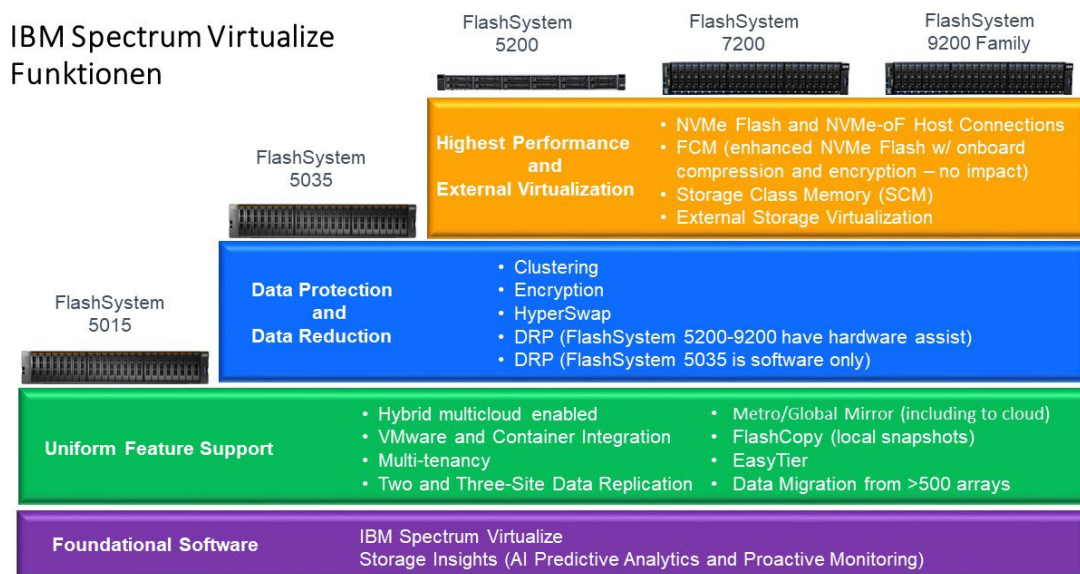 IBM Spectrum Virtualize
Funktionen
FlashSystem
5200
FlashSystem
7200
FlashSystem
9200 Family
Highest Performance
and
External Virtualization
• NVMe Flash and NVMe-oF Host Connections
• FCM (enhanced NVMe Flash w/ onboard
compression and encryption – no impact)
• Storage Class Memory (SCM)
• External Storage Virtualization
FlashSystem
5035
Data Protection
and
Data Reduction
• Clustering
• Encryption
• HyperSwap
• DRP (FlashSystem 5200-9200 have hardware assist)
• DRP (FlashSystem 5035 is software only)
FlashSystem
5015
Uniform Feature Support
• Hybrid multicloud enabled
• VMware and Container Integration
• Multi-tenancy
• Two and Three-Site Data Replication
• Metro/Global Mirror (including to cloud)
• FlashCopy (local snapshots)
• EasyTier
• Data Migration from >500 arrays
Foundational Software
IBM Spectrum Virtualize
Storage Insights (AI Predictive Analytics and Proactive Monitoring)